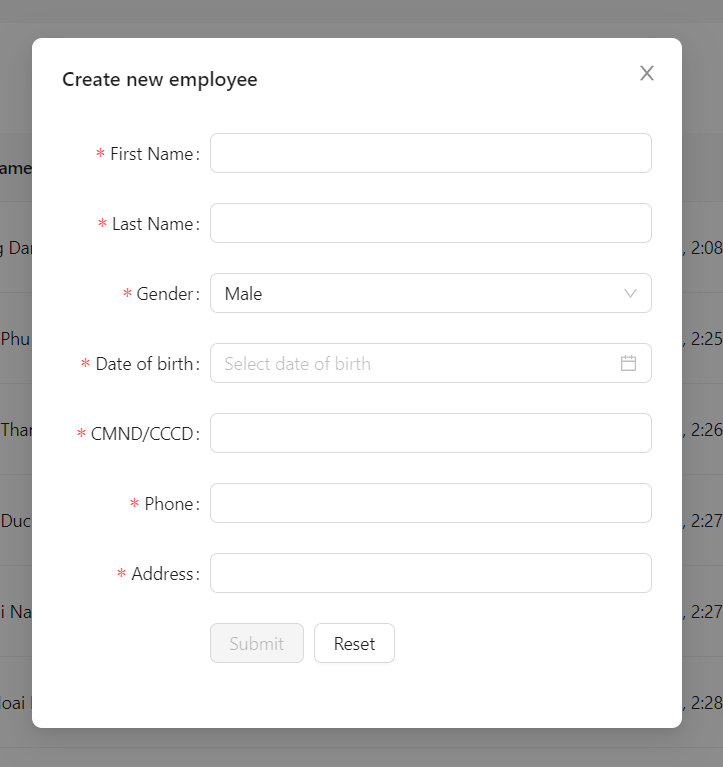 Create new employee
ame
* First Name:
* Last Name:
g Dar
, 2:08
* Gender: Male
Phu
, 2:25
* Date of birth: Select date of birth
Thar
, 2:26
* CMND/CCCD:
* Phone:
Duc
, 2:27
* Address:
i Na
, 2:27
Submit Reset
loai
, 2:28